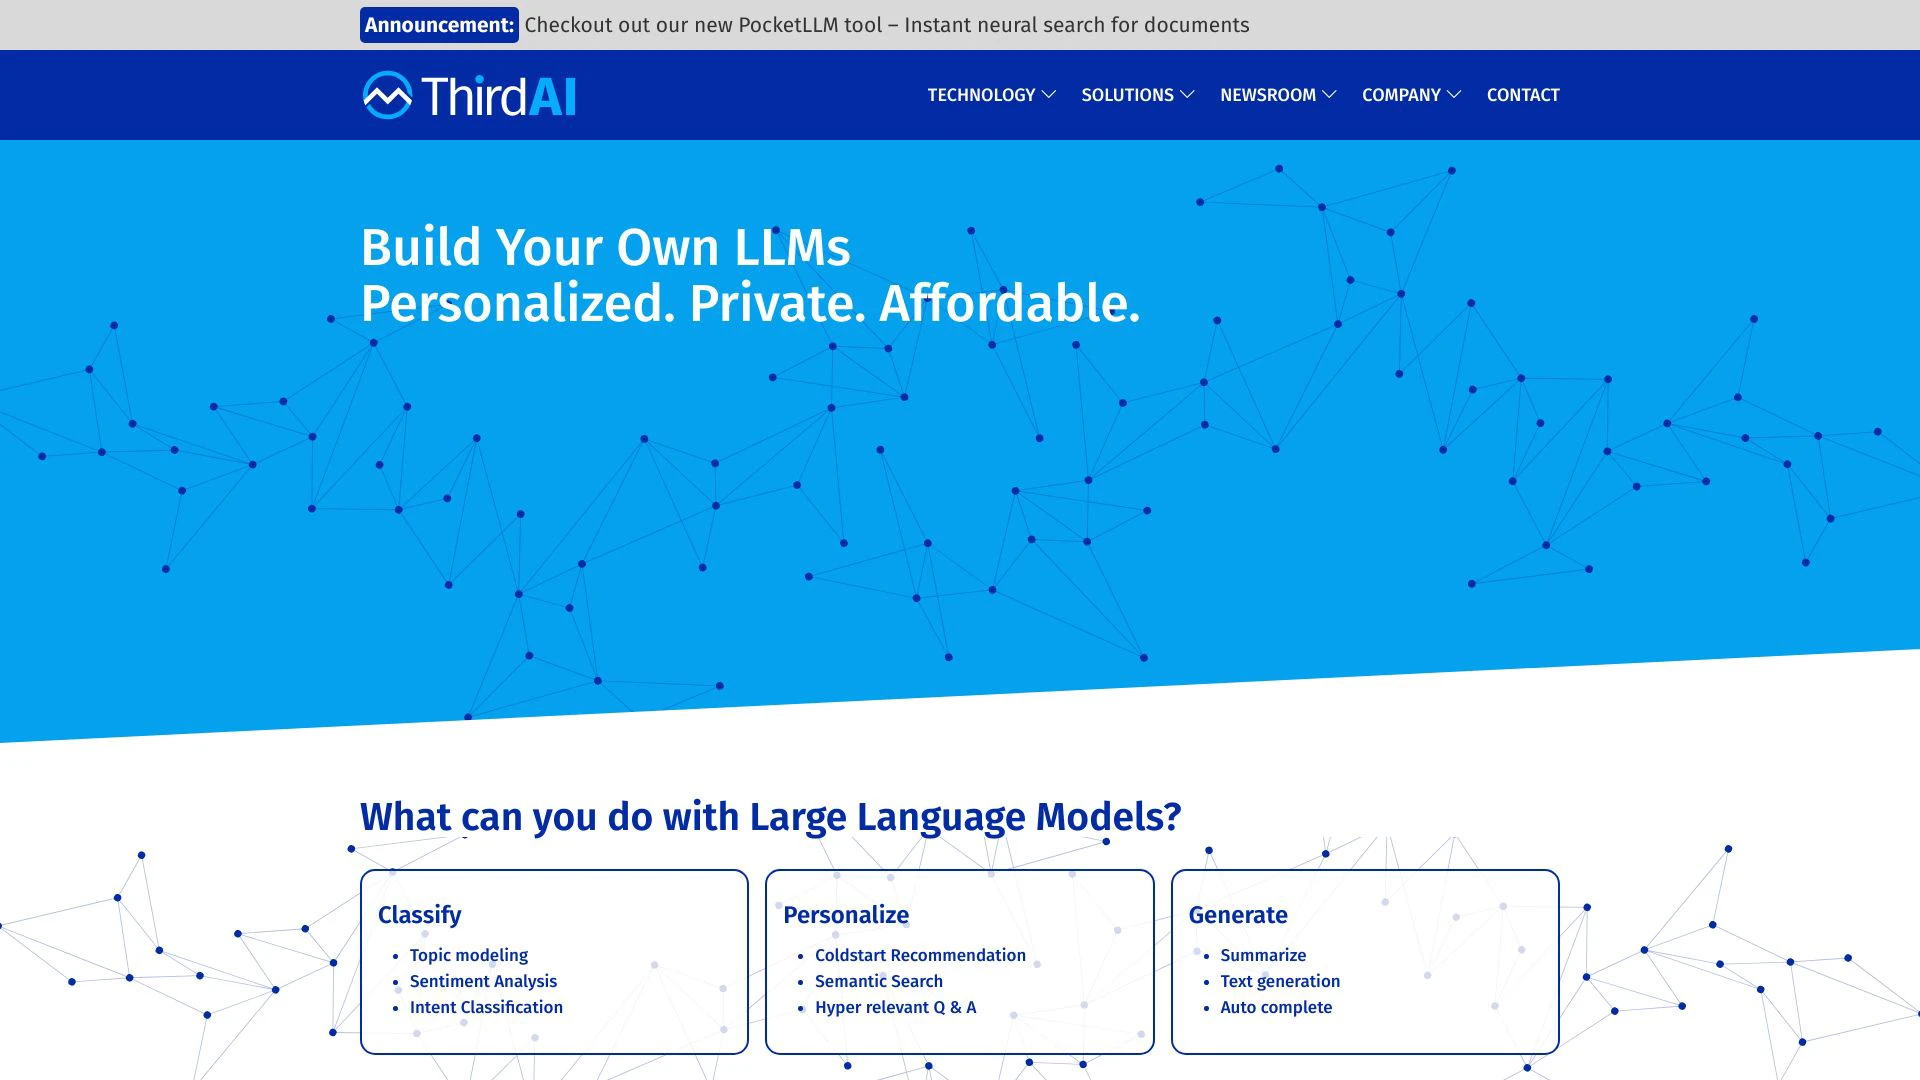 Announcement: Checkout out our new PocketLLM tool – Instant neural search for documents
ThirdAI
TECHNOLOGY SOLUTIONS NEWSROOM COMPANY CONTACT
Build Your Own LLMs
Personalized. Private. Affordable.
What can you do with Large Language Models?
Classify
• Topic modeling
• Sentiment Analysis
• Intent Classification
Personalize
• Coldstart Recommendation
• Semantic Search
• Hyper relevant Q & A
Generate
• Summarize
• Text generation
• Auto complete